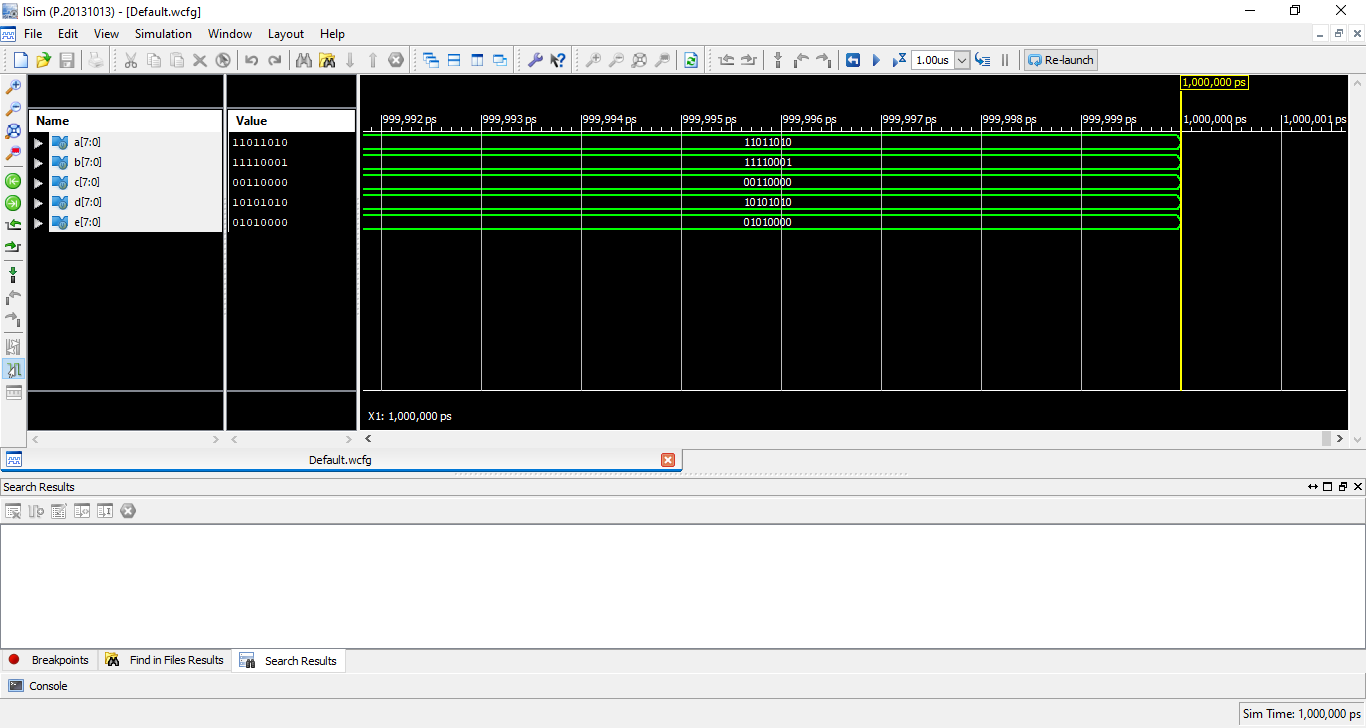 ISim (P.20131013) - [Default.wcfg]
File Edit View Simulation Window Layout Help
1.00us Re-launch
1,000,000 ps
Name Value
999,992 ps 999,993 ps 999,994 ps 999,995 ps 999,996 ps 999,997 ps 999,998 ps 999,999 ps 1,000,000 ps 1,000,001 ps
a[7:0] 11011010 11011010
b[7:0] 11110001 11110001
c[7:0] 00110000 00110000
d[7:0] 10101010 10101010
e[7:0] 01010000 01010000
X1: 1,000,000 ps
Default.wcfg
Search Results
Breakpoints Find in Files Results Search Results
Console
Sim Time: 1,000,000 ps